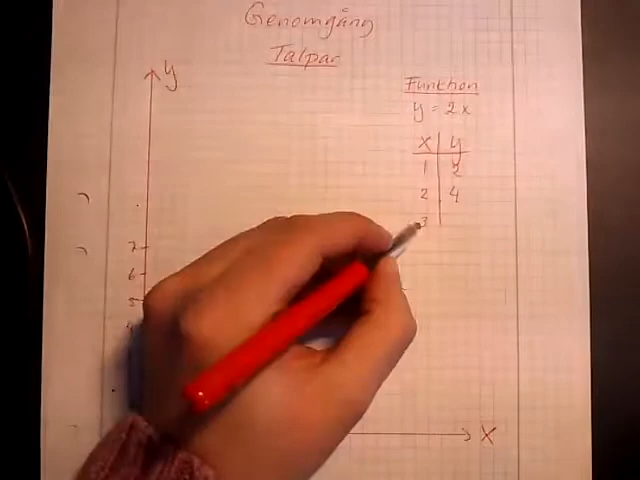 Genomgång
Talpar
y
Funktion
y = 2x
x y
1 2
2 4
3
7
6
5
x